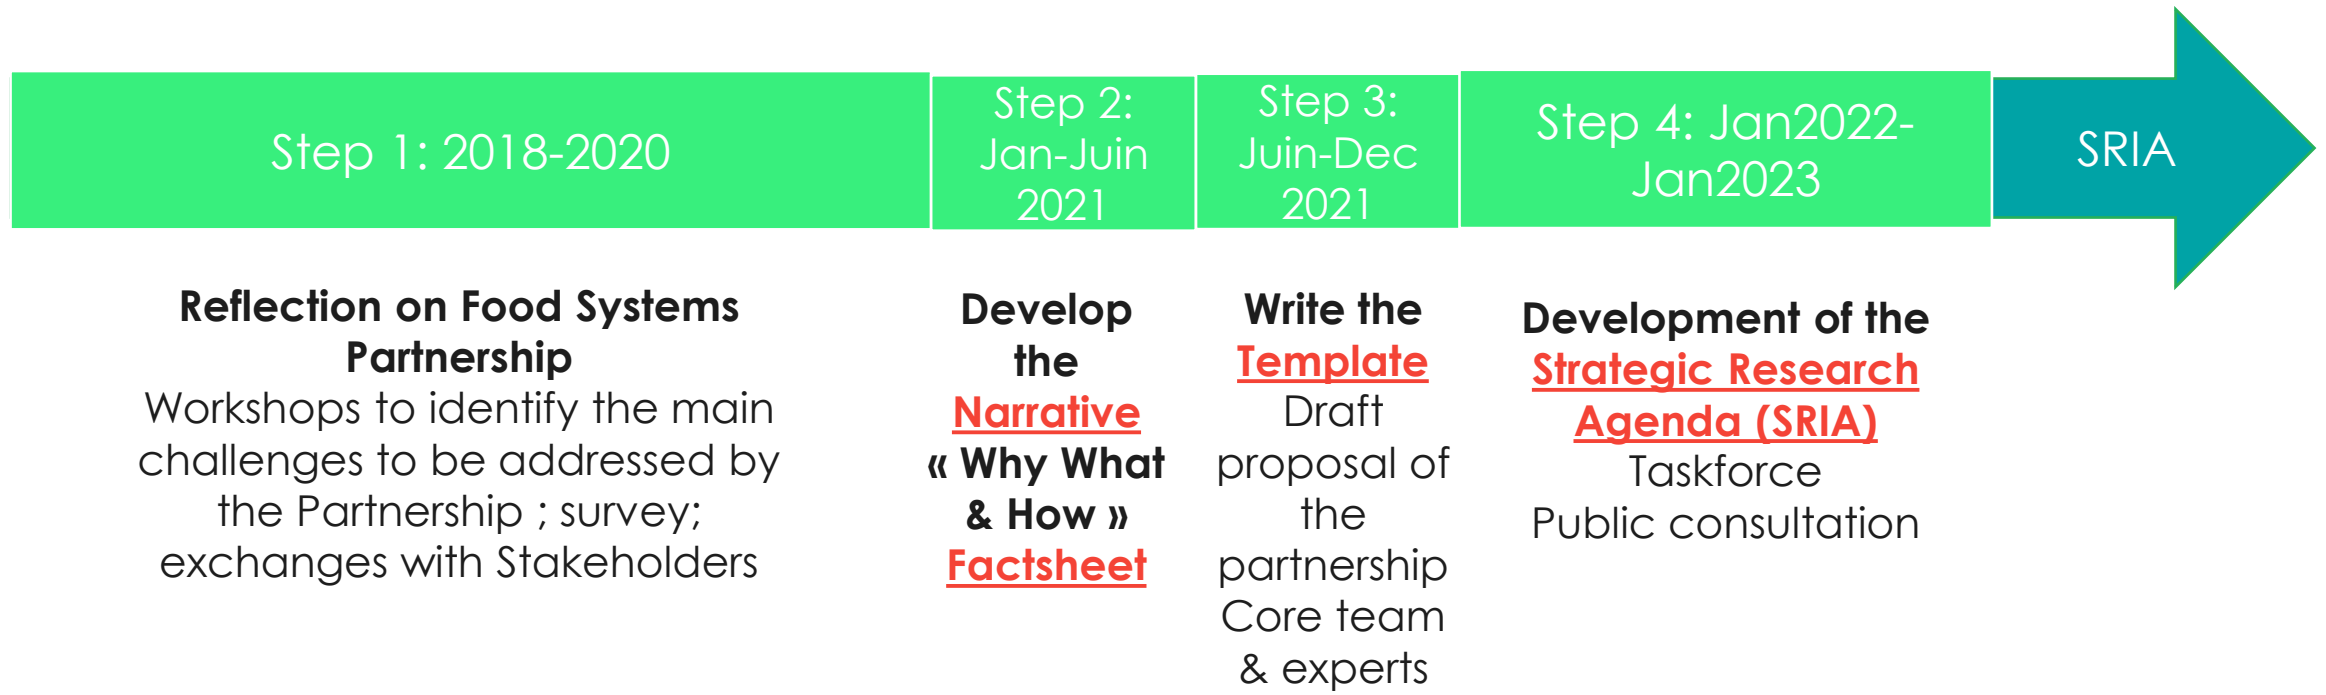 Step 1: 2018-2020
Step 2:
Jan-Juin
2021
Step 3:
Juin-Dec
2021
Step 4: Jan2022-
Jan2023
SRIA
Reflection on Food Systems
Partnership
Workshops to identify the main
challenges to be addressed by
the Partnership ; survey;
exchanges with Stakeholders
Develop
the
Narrative
« Why What
& How »
Factsheet
Write the
Template
Draft
proposal of
the
partnership
Core team
& experts
Development of the
Strategic Research
Agenda (SRIA)
Taskforce
Public consultation